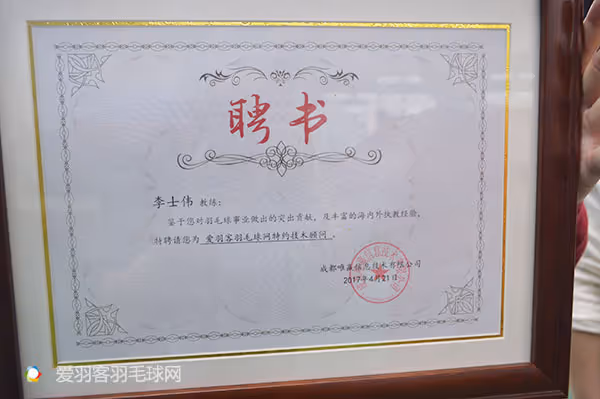 聘书
李士伟 教练：
鉴于您对羽毛球事业做出的突出贡献，及丰富的海内外执教经验，
特聘请您为 爱羽客羽毛球网特约技术顾问 。
成都唯赢信息技术有限公司
2017年4月21日
爱羽客羽毛球网